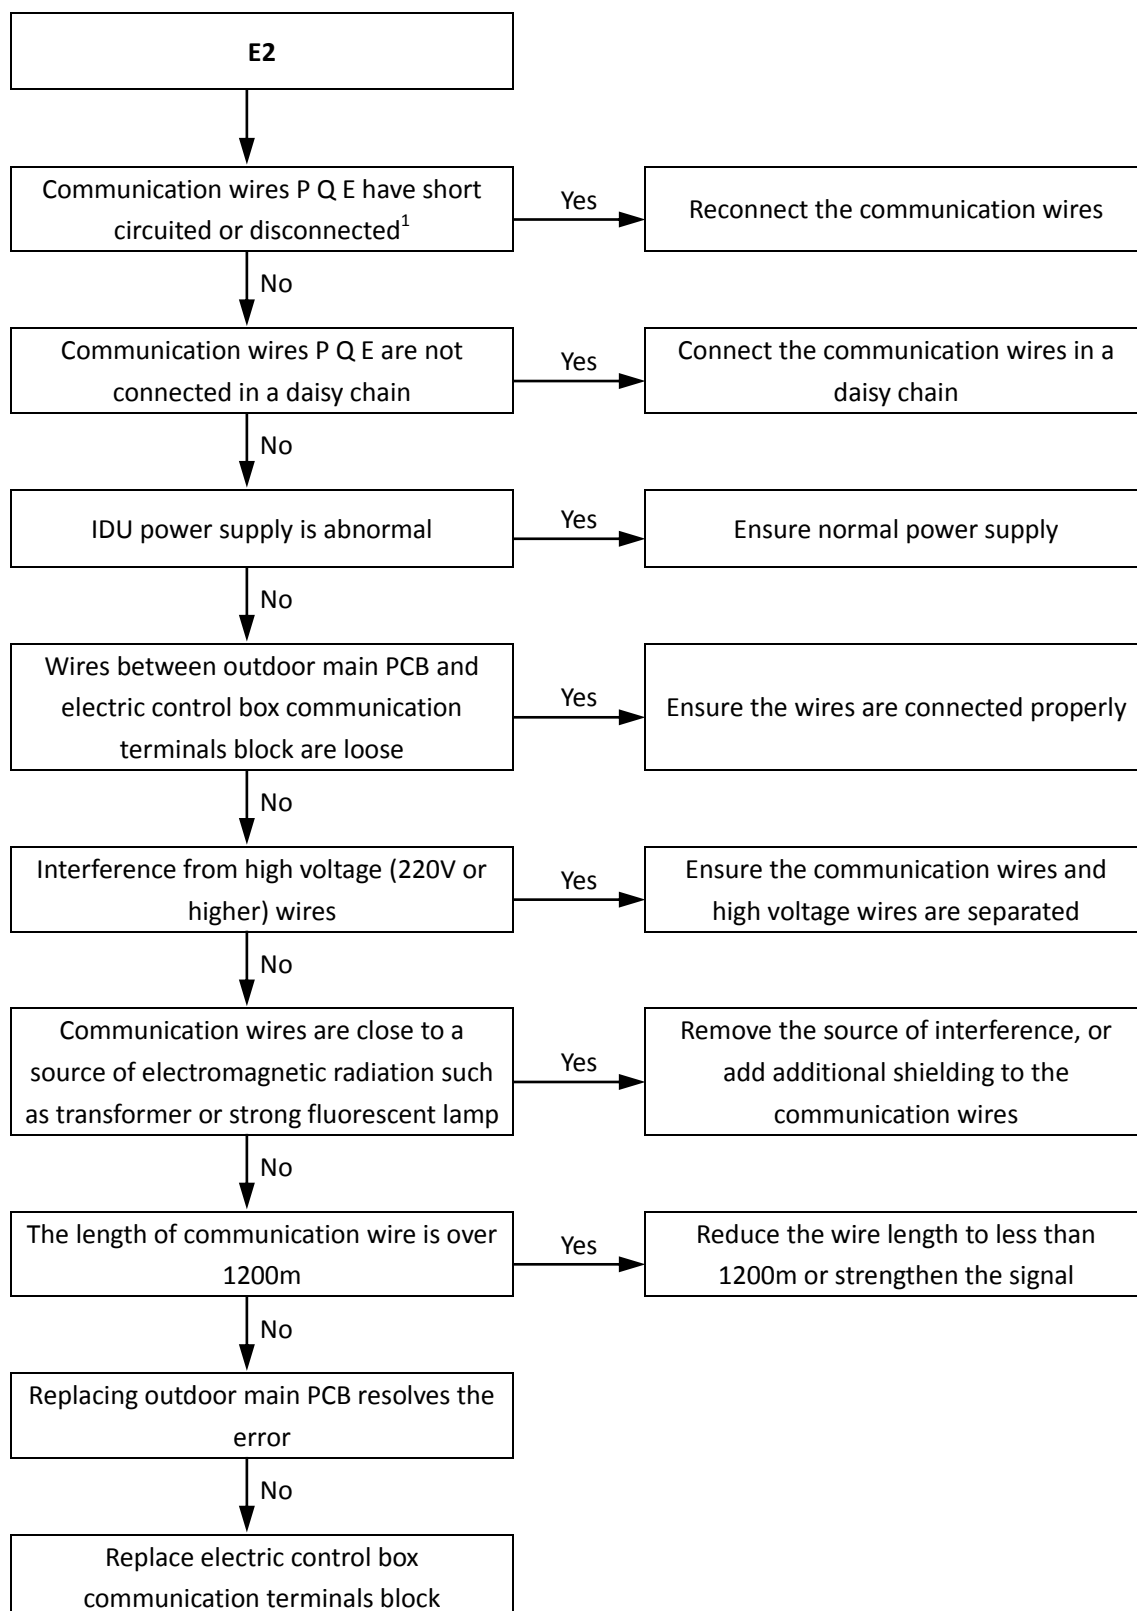 E2
Communication wires P Q E have short
circuited or disconnected¹
Yes
Reconnect the communication wires
No
Communication wires P Q E are not
connected in a daisy chain
Yes
Connect the communication wires in a
daisy chain
No
IDU power supply is abnormal
Yes
Ensure normal power supply
No
Wires between outdoor main PCB and
electric control box communication
terminals block are loose
Yes
Ensure the wires are connected properly
No
Interference from high voltage (220V or
higher) wires
Yes
Ensure the communication wires and
high voltage wires are separated
No
Communication wires are close to a
source of electromagnetic radiation such
as transformer or strong fluorescent lamp
Yes
Remove the source of interference, or
add additional shielding to the
communication wires
No
The length of communication wire is over
1200m
Yes
Reduce the wire length to less than
1200m or strengthen the signal
No
Replacing outdoor main PCB resolves the
error
No
Replace electric control box
communication terminals block